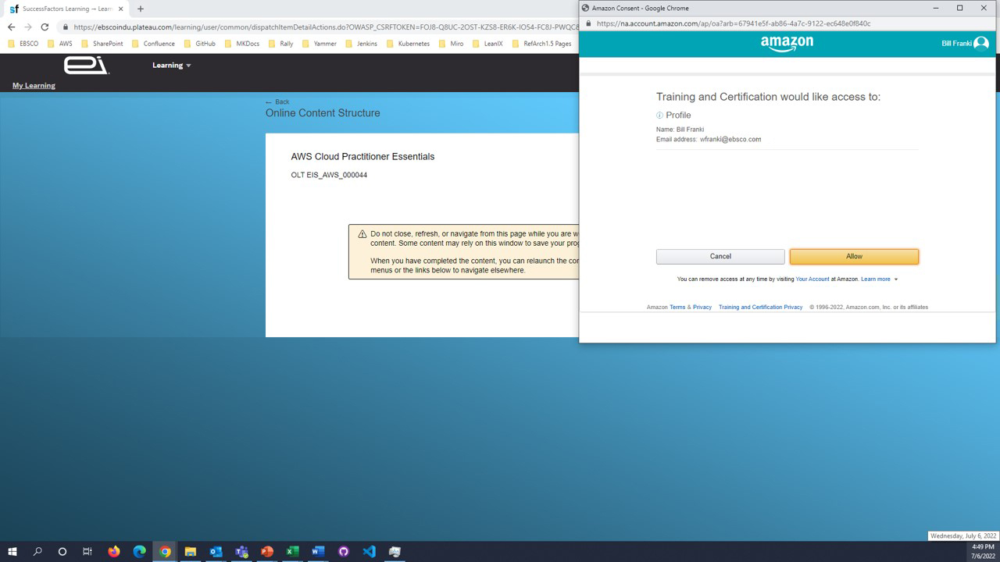 SuccessFactors Learning → Learn
https://ebscoindu.plateau.com/learning/user/common/dispatchItemDetailActions.do?OWASP_CSRFTOKEN=FOJ8-Q8UC-2OST-KZS8-ER6K-IO54-FC8J-PWQC8
EBSCO AWS SharePoint Confluence GitHub MKDocs Rally Yammer Jenkins Kubernetes Miro LeanIX RefArch1.5 Pages
ei.
Learning
My Learning
← Back
Online Content Structure
AWS Cloud Practitioner Essentials
OLT EIS_AWS_000044
Do not close, refresh, or navigate from this page while you are w
content. Some content may rely on this window to save your prog
When you have completed the content, you can relaunch the con
menus or the links below to navigate elsewhere.
Amazon Consent - Google Chrome
https://na.account.amazon.com/ap/oa?arb=67941e5f-ab86-4a7c-9122-ec648e0f840c
amazon
Bill Franki
Training and Certification would like access to:
Profile
Name: Bill Franki
Email address: wfranki@ebsco.com
Cancel
Allow
You can remove access at any time by visiting Your Account at Amazon. Learn more
Amazon Terms & Privacy Training and Certification Privacy © 1996-2022, Amazon.com, Inc. or its affiliates
Wednesday, July 6, 2022
4:49 PM
7/6/2022